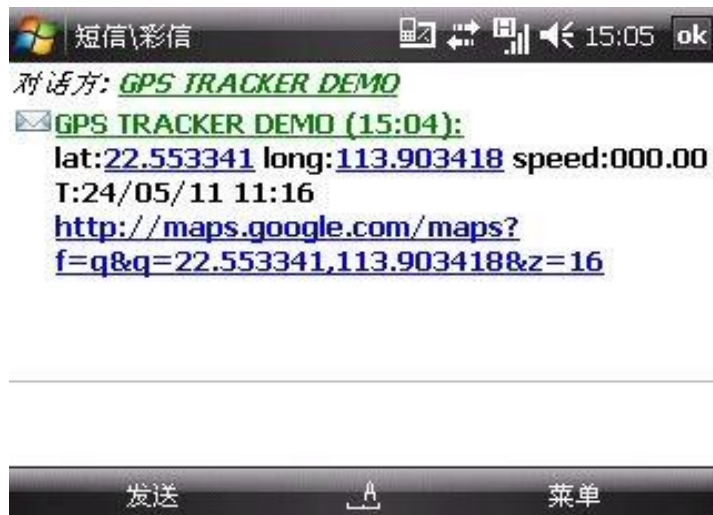 短信\彩信 15:05 ok
对话方: GPS TRACKER DEMO
GPS TRACKER DEMO (15:04):
lat:22.553341 long:113.903418 speed:000.00
T:24/05/11 11:16
http://maps.google.com/maps?
f=q&q=22.553341,113.903418&z=16
发送 A 菜单